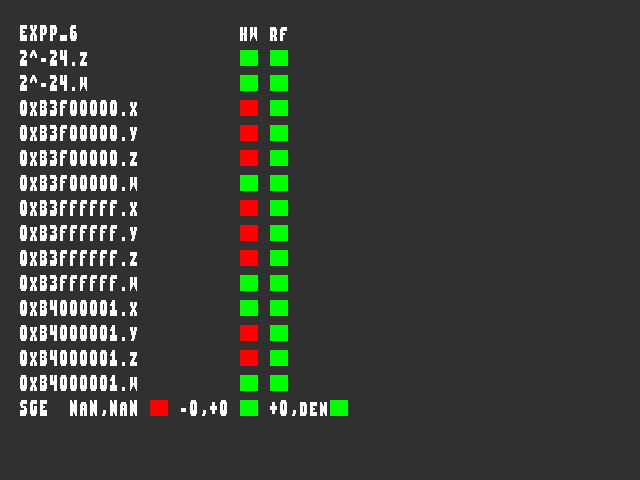 EXPP_6 HW RF
2^-24.Z
2^-24.W
0xB3F00000.X
0xB3F00000.Y
0xB3F00000.Z
0xB3F00000.W
0xB3FFFFFF.X
0xB3FFFFFF.Y
0xB3FFFFFF.Z
0xB3FFFFFF.W
0xB4000001.X
0xB4000001.Y
0xB4000001.Z
0xB4000001.W
SGE NAN,NAN -0,+0 +0,DEN